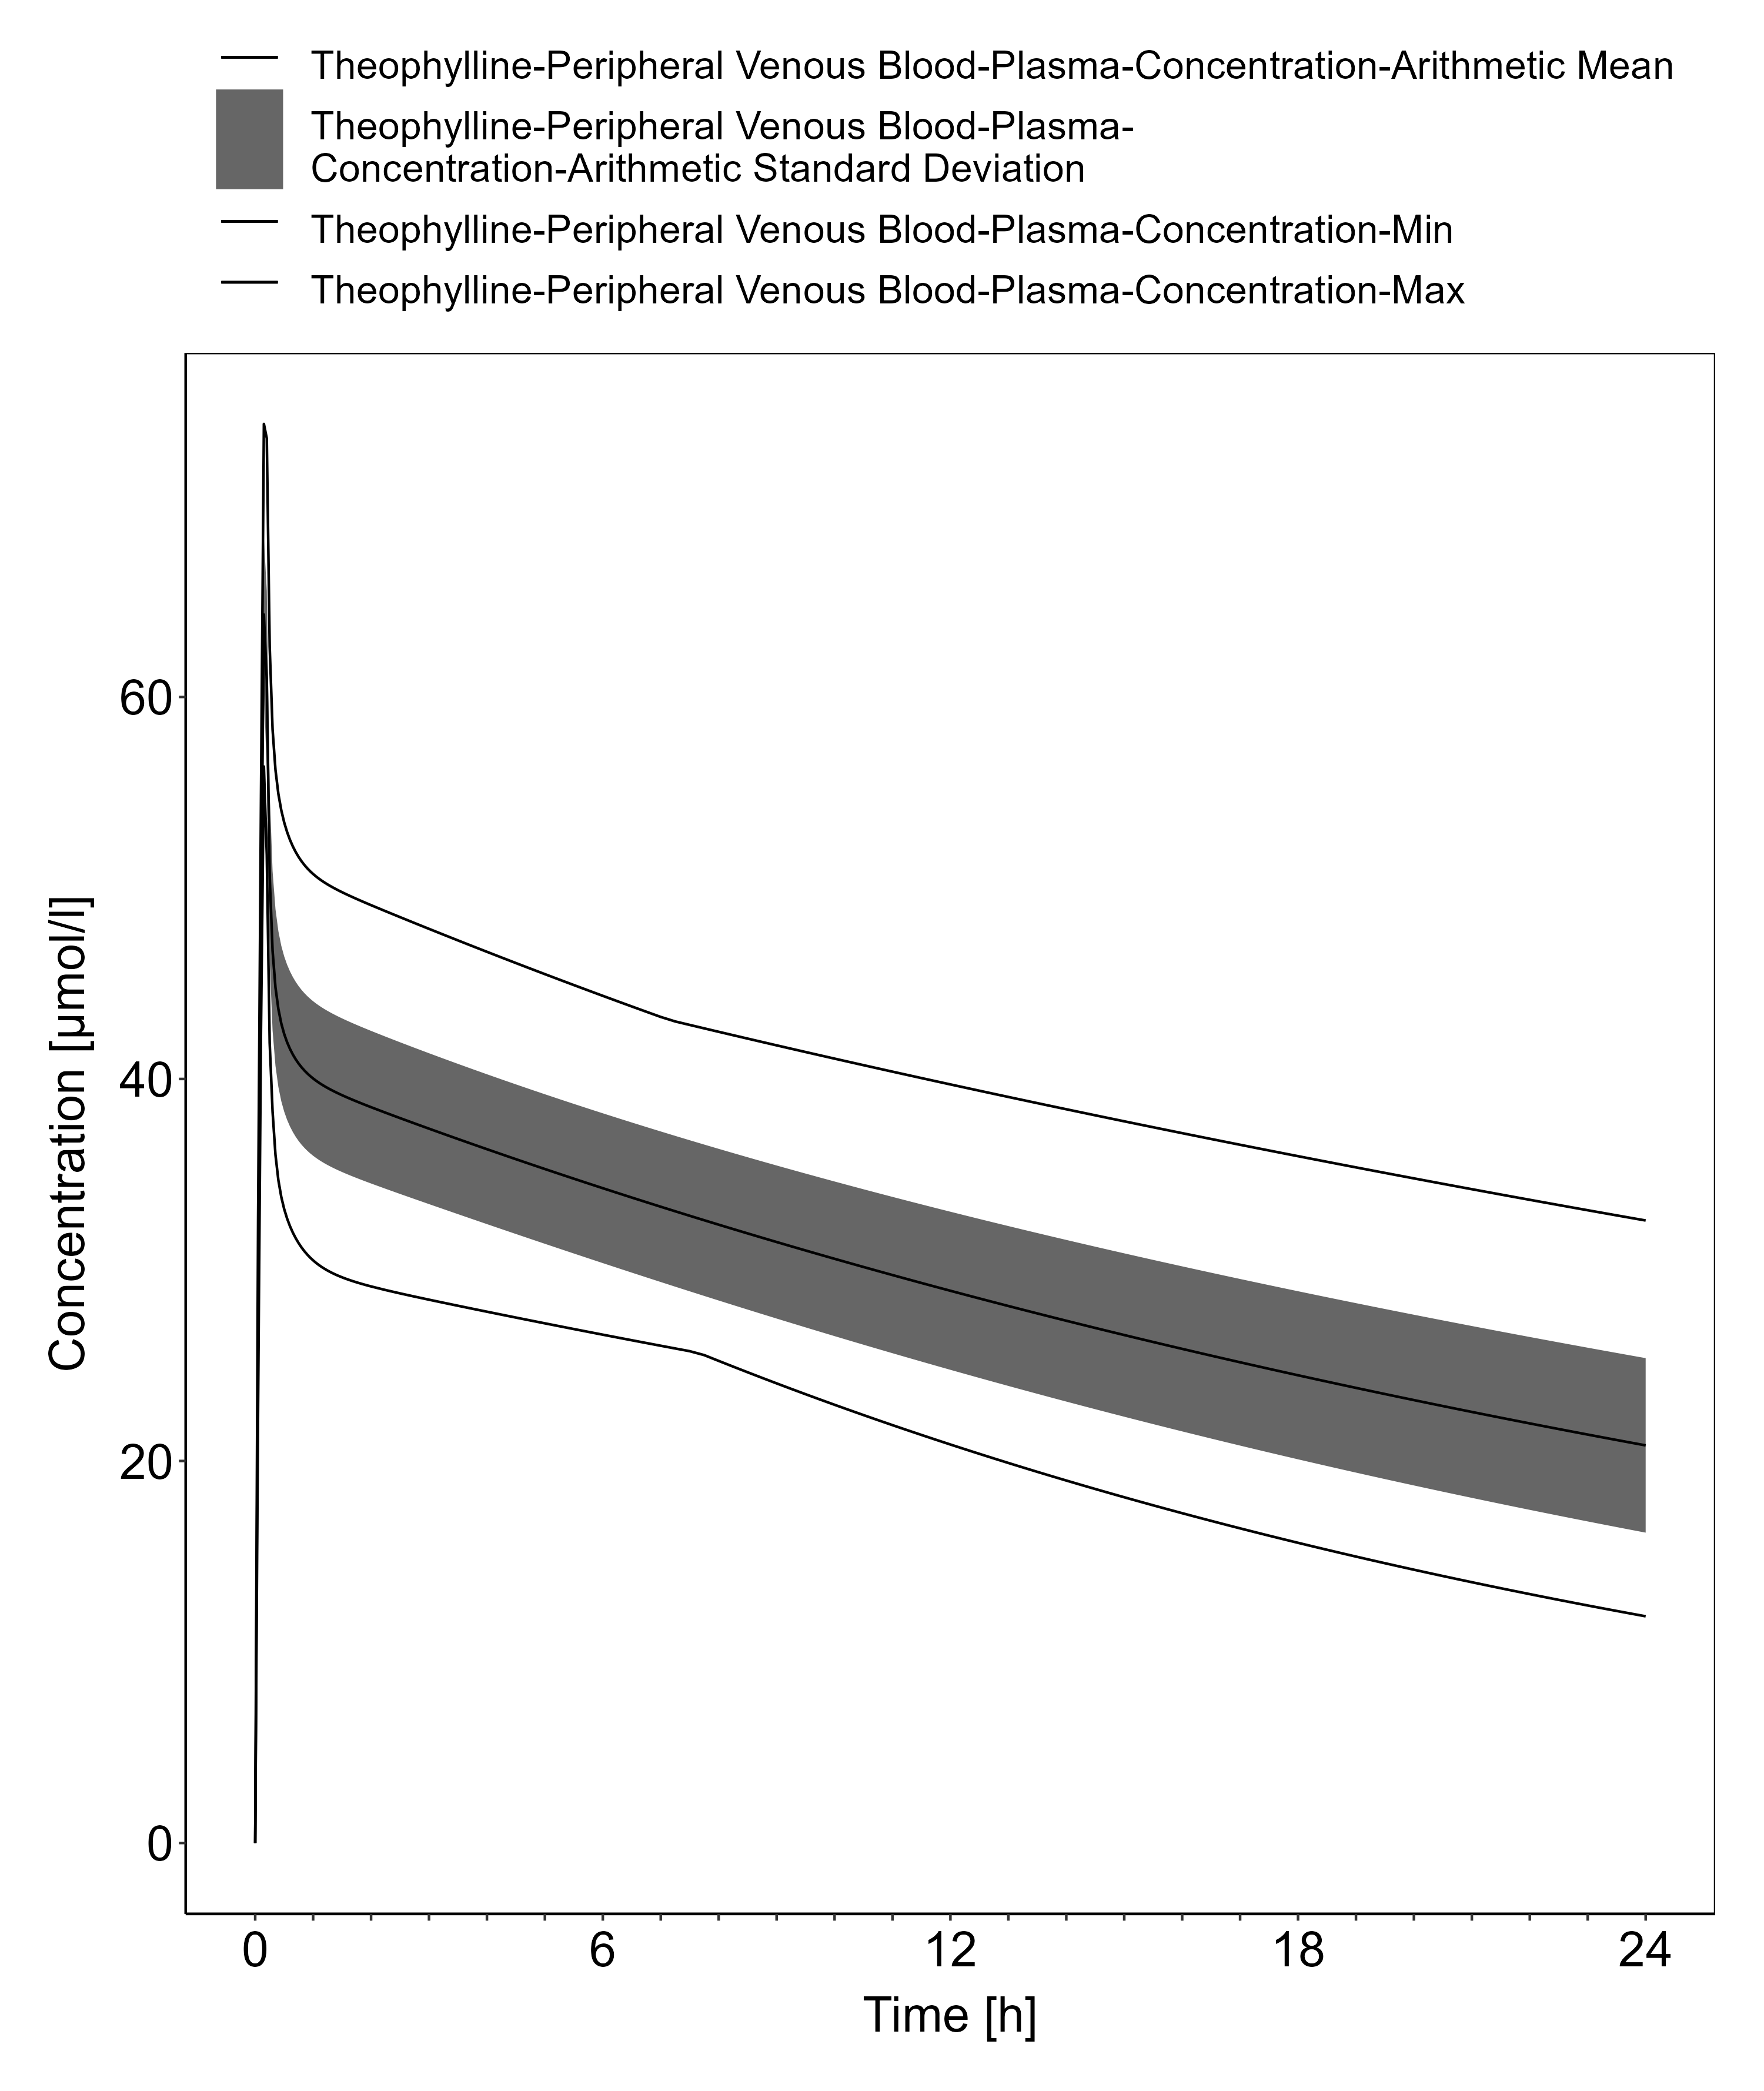 Theophylline-Peripheral Venous Blood-Plasma-Concentration-Arithmetic Mean
Theophylline-Peripheral Venous Blood-Plasma-
Concentration-Arithmetic Standard Deviation
Theophylline-Peripheral Venous Blood-Plasma-Concentration-Min
Theophylline-Peripheral Venous Blood-Plasma-Concentration-Max
Concentration [µmol/l]
60
40
20
0
0 6 12 18 24
Time [h]